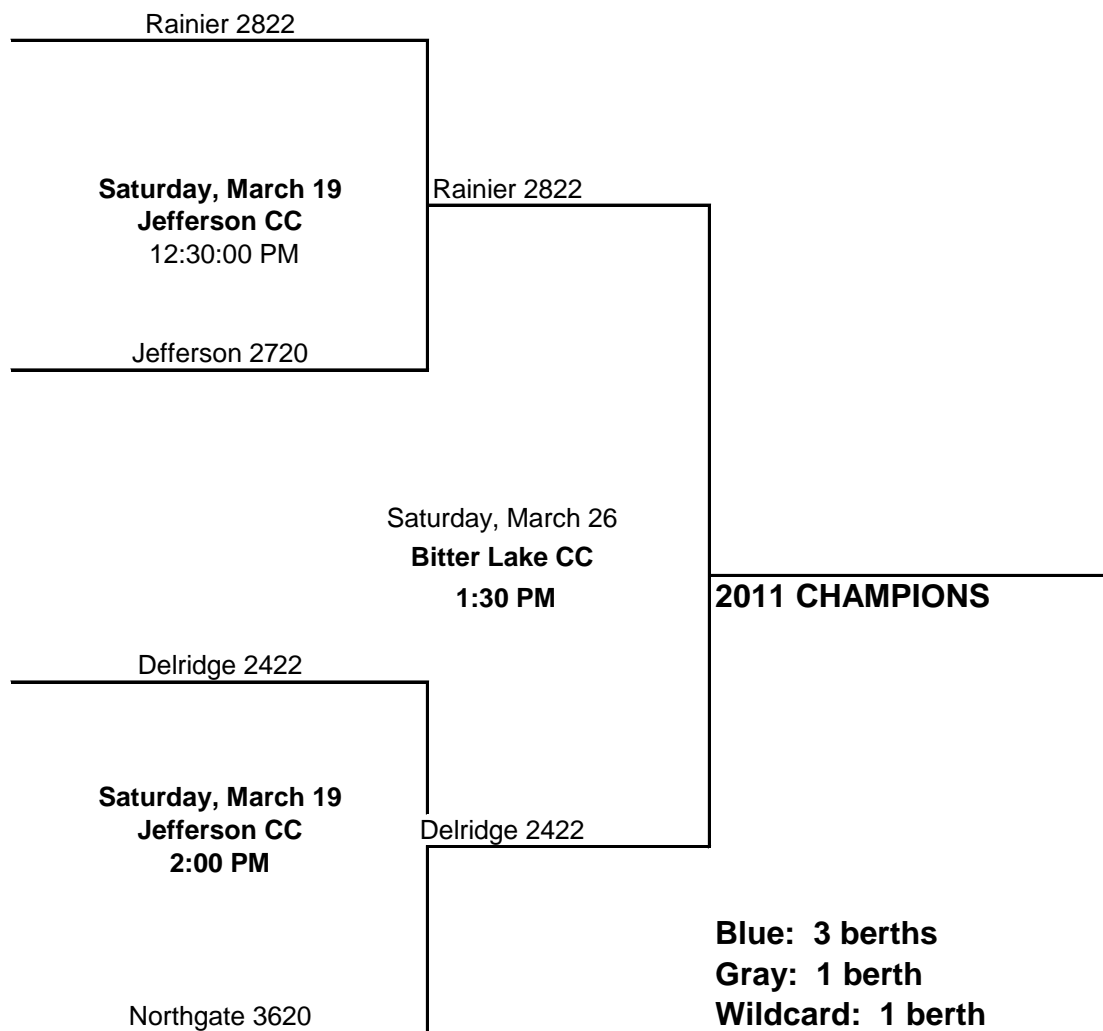 Rainier 2822
Saturday, March 19
Jefferson CC
12:30:00 PM
Rainier 2822
Jefferson 2720
Saturday, March 26
Bitter Lake CC
1:30 PM
2011 CHAMPIONS
Delridge 2422
Saturday, March 19
Jefferson CC
2:00 PM
Delridge 2422
Northgate 3620
Blue:  3 berths
Gray:  1 berth
Wildcard:  1 berth